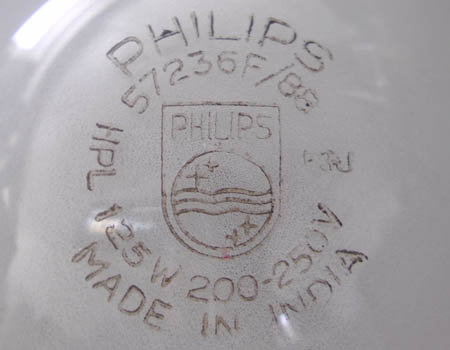 PHILIPS
57236F/88
PHILIPS
HPL 125W 200-250V
MADE IN INDIA